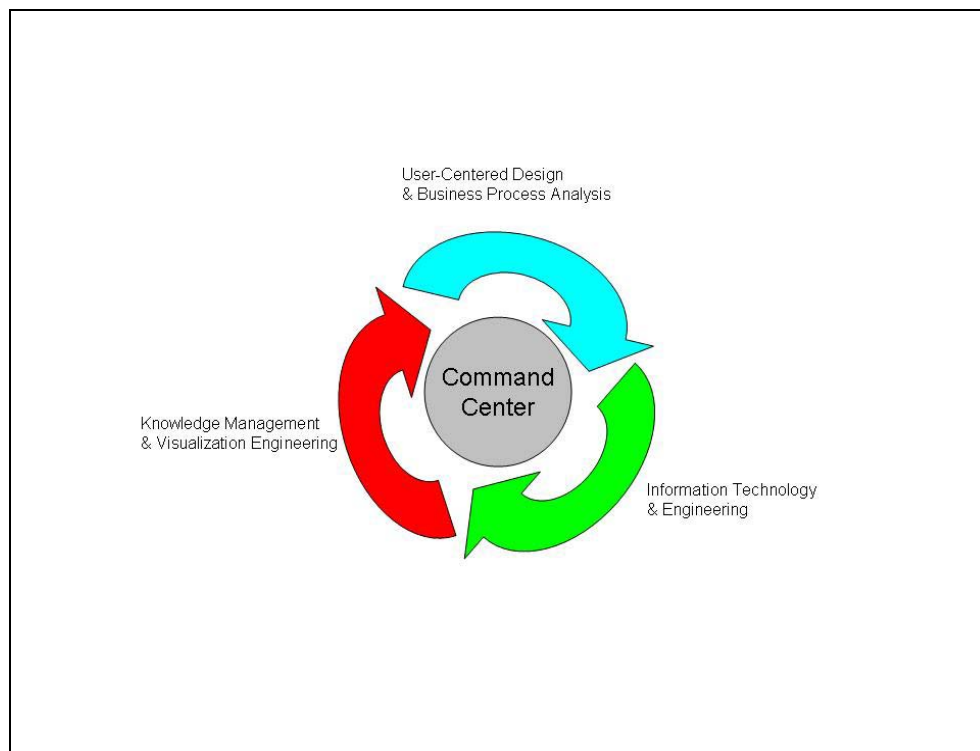 User-Centered Design
& Business Process Analysis
Command
Center
Knowledge Management
& Visualization Engineering
Information Technology
& Engineering